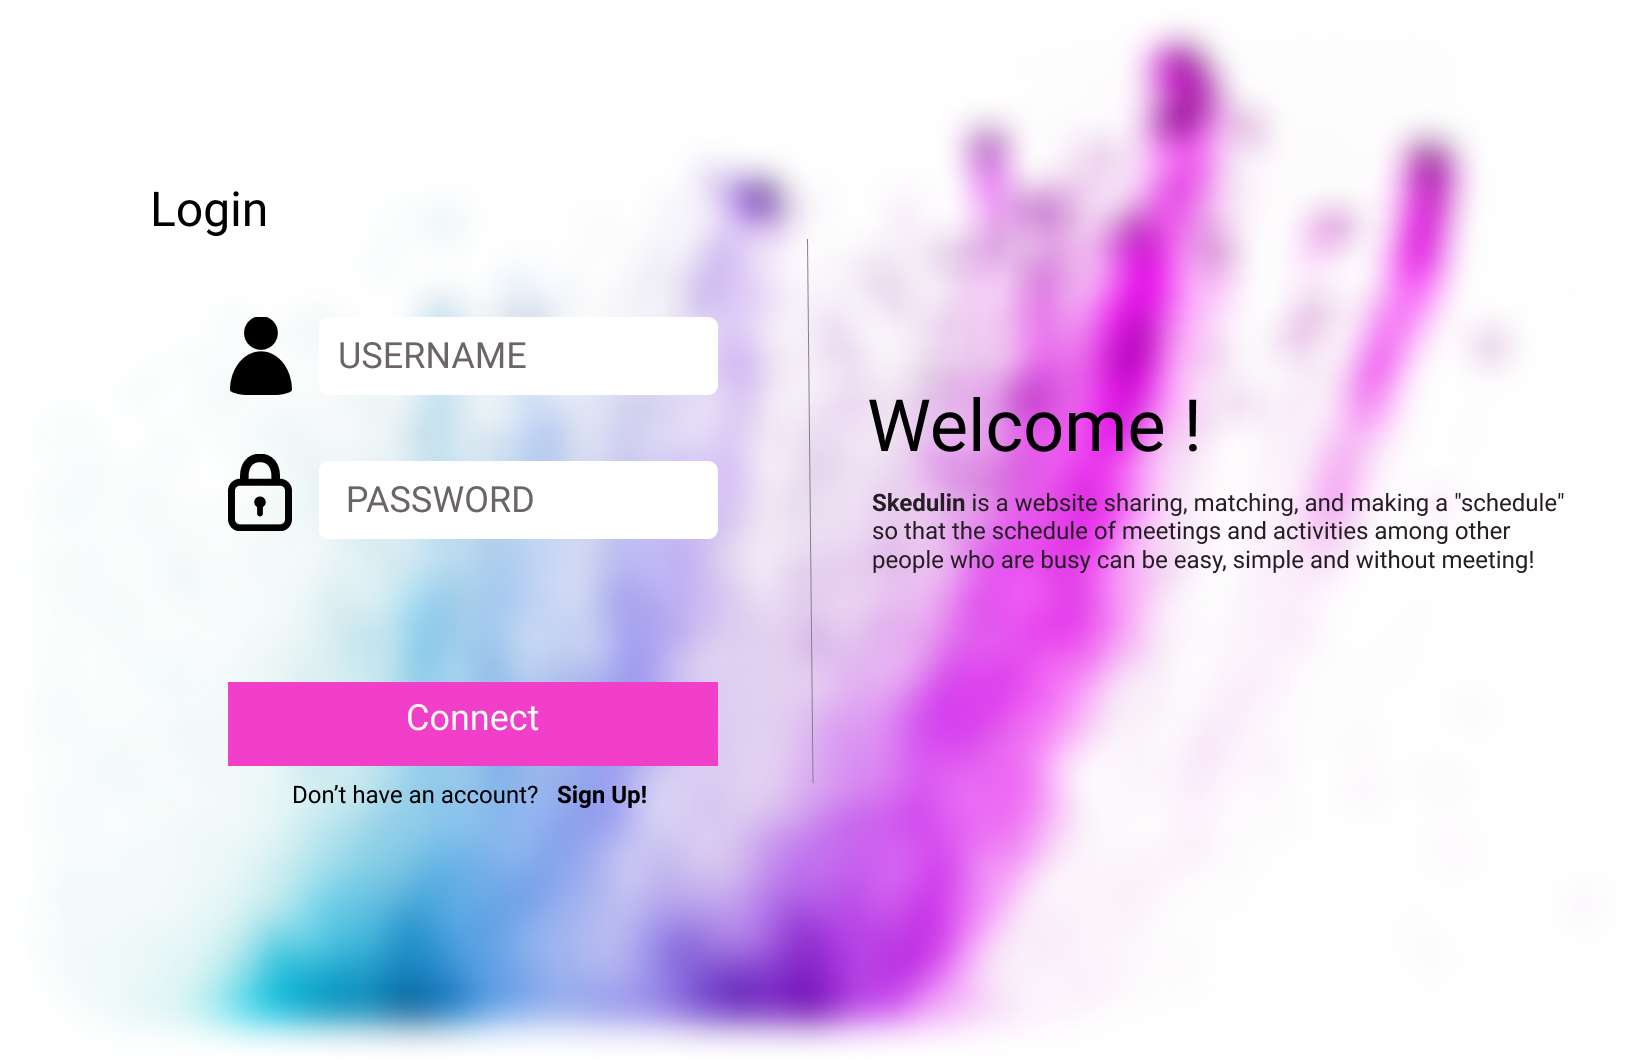 Login
USERNAME
PASSWORD
Connect
Don’t have an account? Sign Up!
Welcome !
Skedulin is a website sharing, matching, and making a "schedule"
so that the schedule of meetings and activities among other
people who are busy can be easy, simple and without meeting!